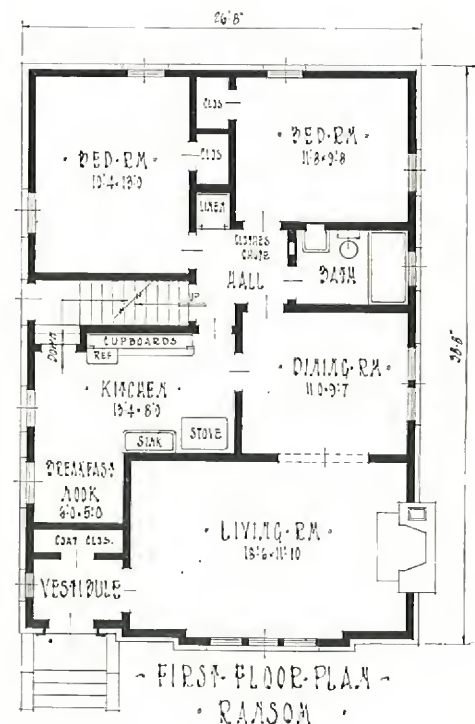 26'8"
CLOS
BED-RM
11'8×9'8
BED-RM
10'4×13'0
CLOS
LINEN
CLOTHES
CHUTE
HALL
BATH
UP
38'8"
DOWN
CUPBOARDS
REF
DINING-RM
11'0×9'7
KITCHEN
13'4×8'0
SINK
STOVE
BREAKFAST
NOOK
6'0×5'0
LIVING-RM
18'6×11'10
COAT CLOS.
VESTIBULE
- FIRST-FLOOR-PLAN -
· RANSOM ·